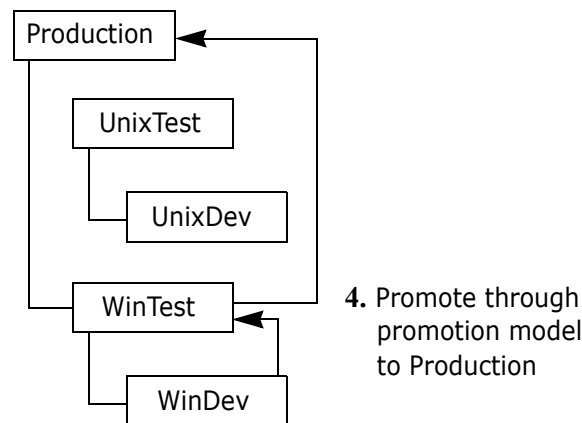 Production
UnixTest
UnixDev
WinTest
WinDev
4. Promote through
promotion model
to Production